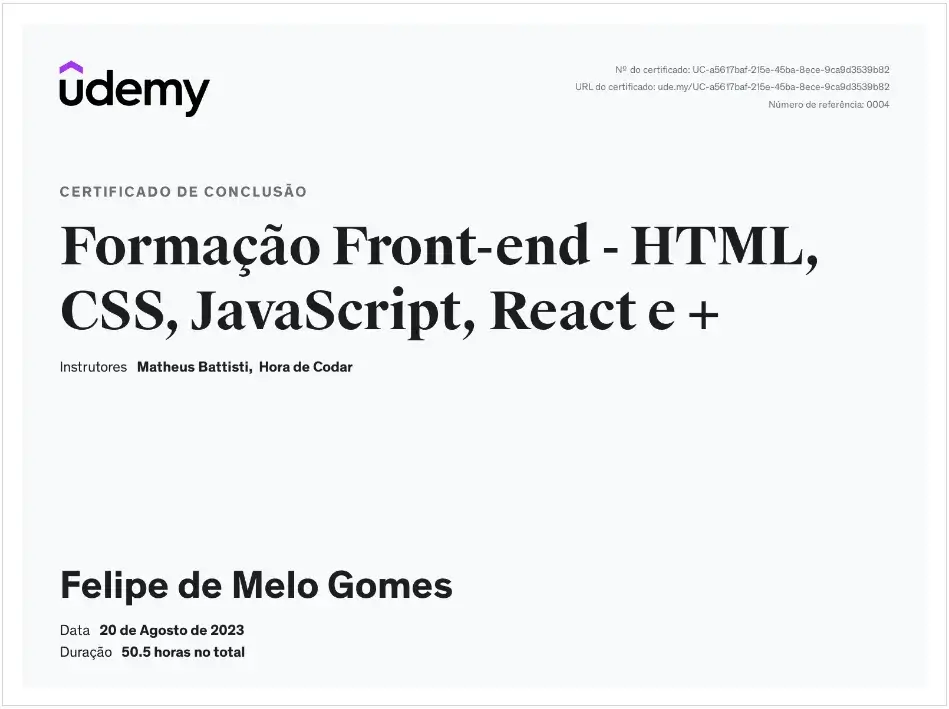 udemy
Nº do certificado: UC-a5617baf-215e-45ba-8ece-9ca9d3539b82
URL do certificado: ude.my/UC-a5617baf-215e-45ba-8ece-9ca9d3539b82
Número de referência: 0004
CERTIFICADO DE CONCLUSÃO
Formação Front-end - HTML,
CSS, JavaScript, React e +
Instrutores Matheus Battisti, Hora de Codar
Felipe de Melo Gomes
Data 20 de Agosto de 2023
Duração 50.5 horas no total